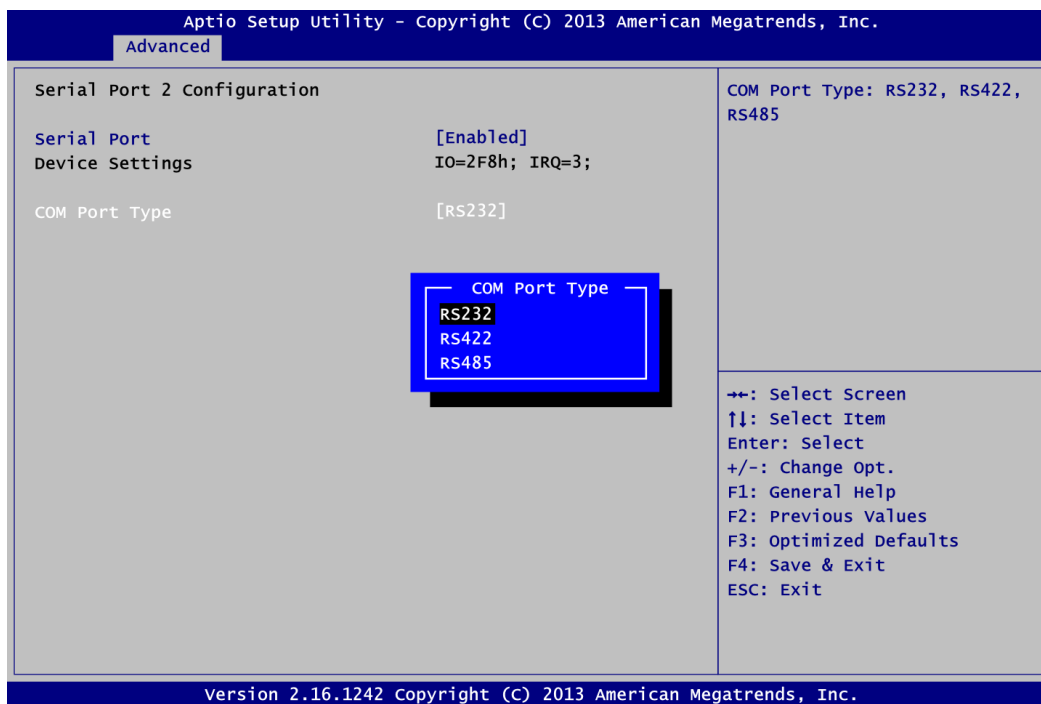 Aptio Setup Utility - Copyright (C) 2013 American Megatrends, Inc.
Advanced
Serial Port 2 Configuration
Serial Port [Enabled]
Device Settings IO=2F8h; IRQ=3;
COM Port Type [RS232]
COM Port Type
RS232
RS422
RS485
COM Port Type: RS232, RS422,
RS485
→←: Select Screen
↑↓: Select Item
Enter: Select
+/-: Change Opt.
F1: General Help
F2: Previous Values
F3: Optimized Defaults
F4: Save & Exit
ESC: Exit
Version 2.16.1242 Copyright (C) 2013 American Megatrends, Inc.